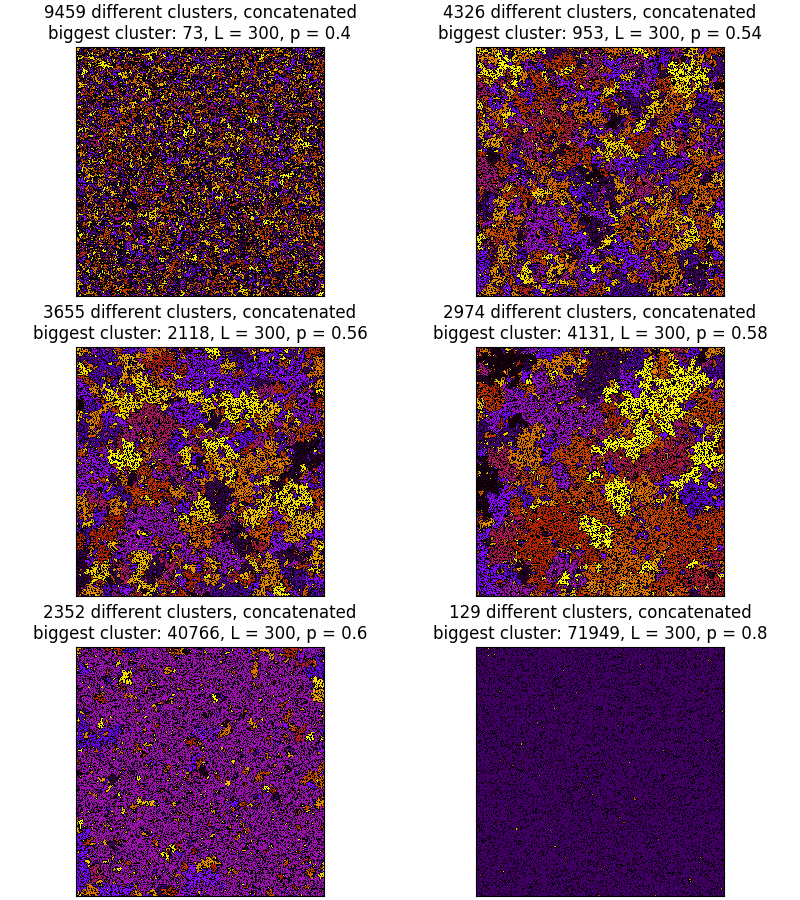 9459 different clusters, concatenated
biggest cluster: 73, L = 300, p = 0.4
4326 different clusters, concatenated
biggest cluster: 953, L = 300, p = 0.54
3655 different clusters, concatenated
biggest cluster: 2118, L = 300, p = 0.56
2974 different clusters, concatenated
biggest cluster: 4131, L = 300, p = 0.58
2352 different clusters, concatenated
biggest cluster: 40766, L = 300, p = 0.6
129 different clusters, concatenated
biggest cluster: 71949, L = 300, p = 0.8